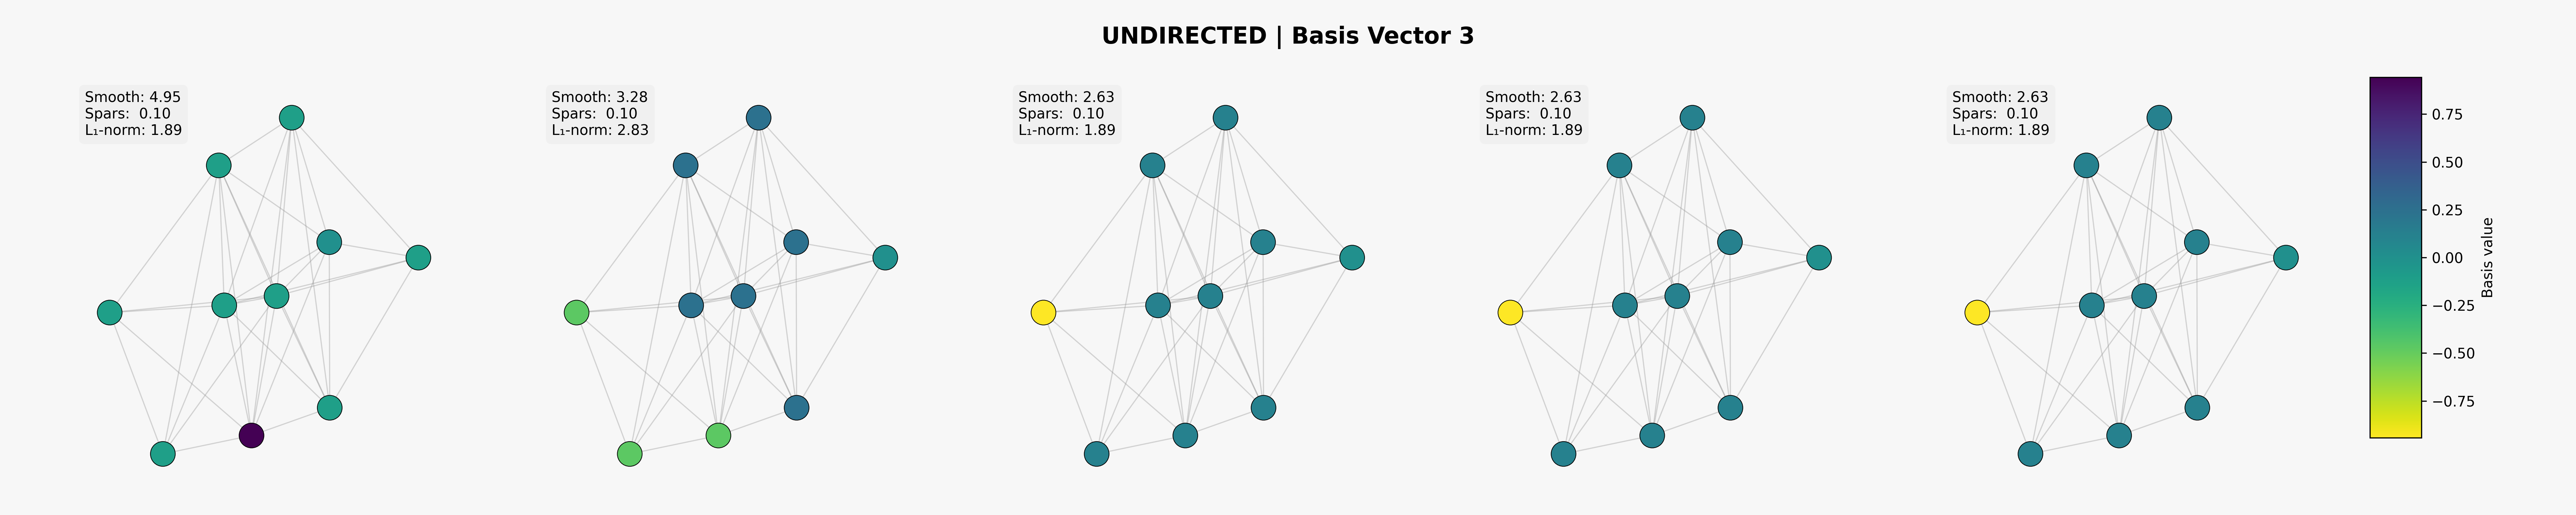 UNDIRECTED | Basis Vector 3
Smooth: 4.95
Spars:  0.10
L₁-norm: 1.89
Smooth: 3.28
Spars:  0.10
L₁-norm: 2.83
Smooth: 2.63
Spars:  0.10
L₁-norm: 1.89
Smooth: 2.63
Spars:  0.10
L₁-norm: 1.89
Smooth: 2.63
Spars:  0.10
L₁-norm: 1.89
0.75
0.50
0.25
0.00
−0.25
−0.50
−0.75
Basis value